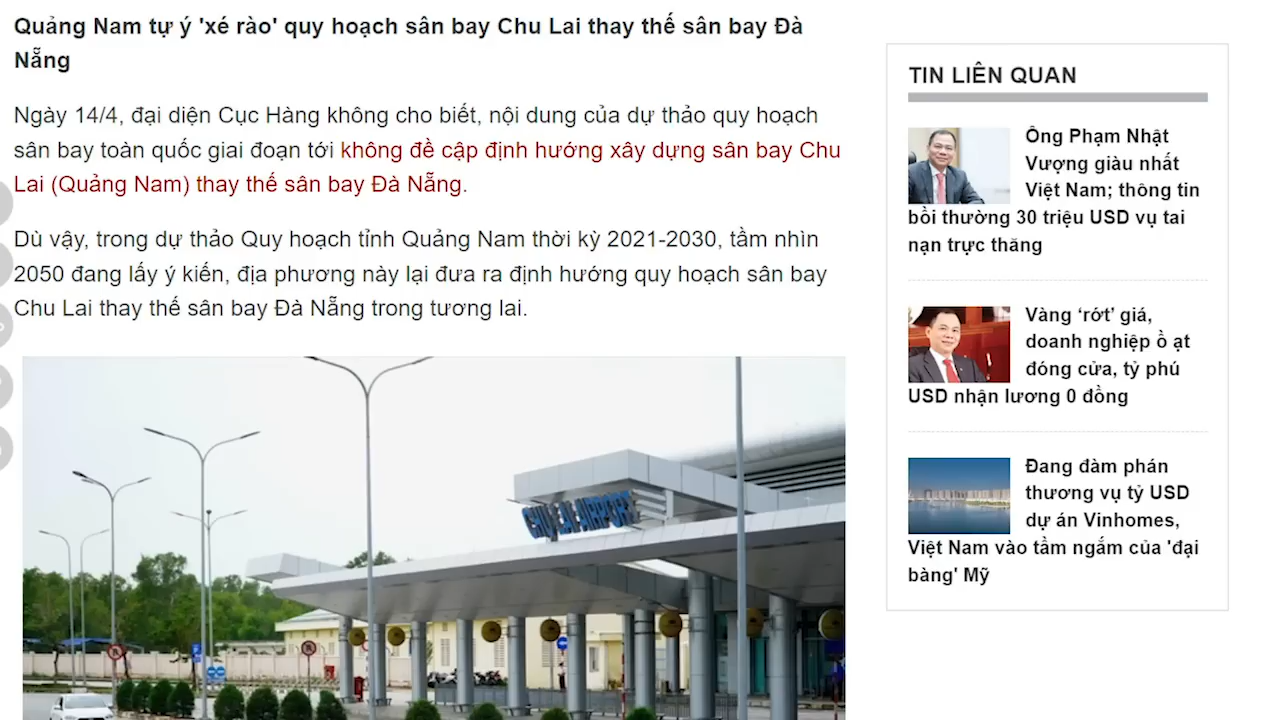 Quảng Nam tự ý 'xé rào' quy hoạch sân bay Chu Lai thay thế sân bay Đà
Nẵng
Ngày 14/4, đại diện Cục Hàng không cho biết, nội dung của dự thảo quy hoạch
sân bay toàn quốc giai đoạn tới không đề cập định hướng xây dựng sân bay Chu
Lai (Quảng Nam) thay thế sân bay Đà Nẵng.
Dù vậy, trong dự thảo Quy hoạch tỉnh Quảng Nam thời kỳ 2021-2030, tầm nhìn
2050 đang lấy ý kiến, địa phương này lại đưa ra định hướng quy hoạch sân bay
Chu Lai thay thế sân bay Đà Nẵng trong tương lai.
CHU LAI AIRPORT
TIN LIÊN QUAN
Ông Phạm Nhật
Vượng giàu nhất
Việt Nam; thông tin
bồi thường 30 triệu USD vụ tai
nạn trực thăng
Vàng ‘rớt’ giá,
doanh nghiệp ồ ạt
đóng cửa, tỷ phú
USD nhận lương 0 đồng
Đang đàm phán
thương vụ tỷ USD
dự án Vinhomes,
Việt Nam vào tầm ngắm của 'đại
bàng' Mỹ